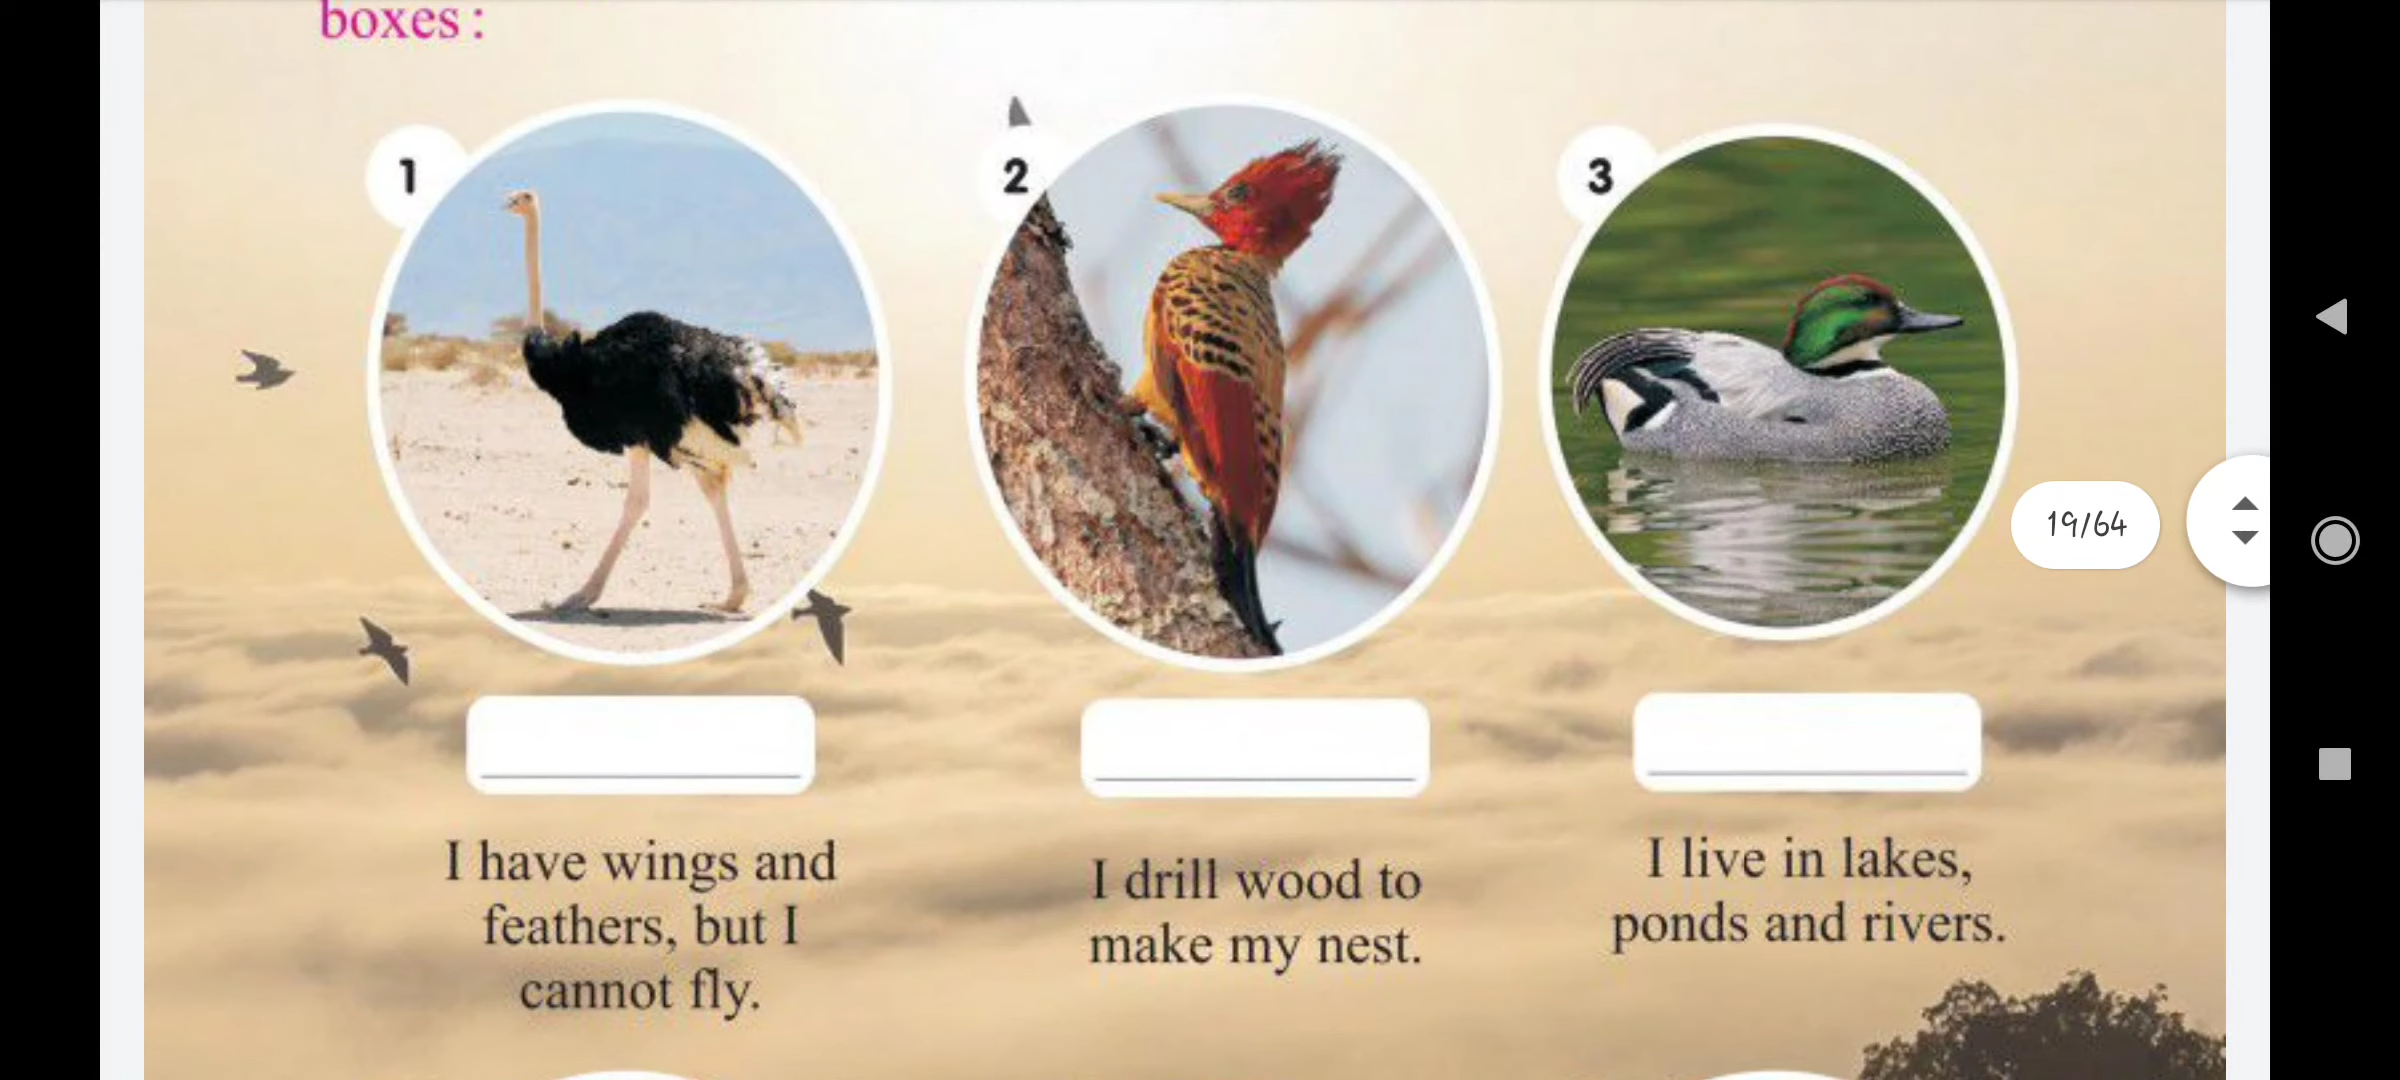 boxes :
1
2
3
19/64
I have wings and
feathers, but I
cannot fly.
I drill wood to
make my nest.
I live in lakes,
ponds and rivers.